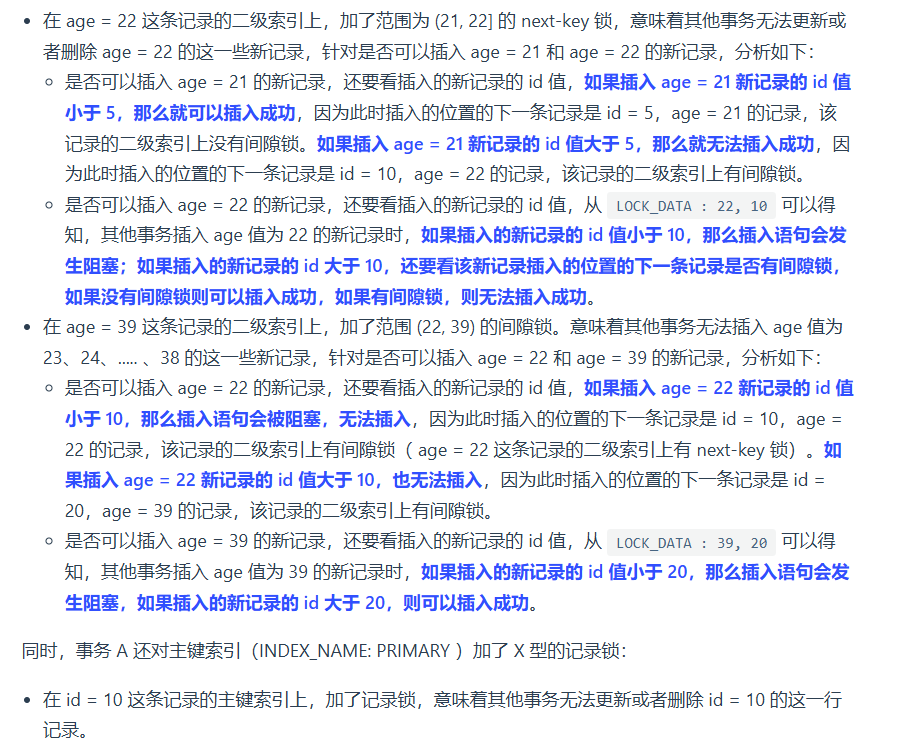 在 age = 22 这条记录的二级索引上，加了范围为 (21, 22] 的 next-key 锁，意味着其他事务无法更新或
者删除 age = 22 的这一些新记录，针对是否可以插入 age = 21 和 age = 22 的新记录，分析如下：
是否可以插入 age = 21 的新记录，还要看插入的新记录的 id 值，如果插入 age = 21 新记录的 id 值
小于 5，那么就可以插入成功，因为此时插入的位置的下一条记录是 id = 5，age = 21 的记录，该
记录的二级索引上没有间隙锁。如果插入 age = 21 新记录的 id 值大于 5，那么就无法插入成功，因
为此时插入的位置的下一条记录是 id = 10，age = 22 的记录，该记录的二级索引上有间隙锁。
是否可以插入 age = 22 的新记录，还要看插入的新记录的 id 值，从 LOCK_DATA : 22, 10 可以得
知，其他事务插入 age 值为 22 的新记录时，如果插入的新记录的 id 值小于 10，那么插入语句会发
生阻塞；如果插入的新记录的 id 大于 10，还要看该新记录插入的位置的下一条记录是否有间隙锁，
如果没有间隙锁则可以插入成功，如果有间隙锁，则无法插入成功。
在 age = 39 这条记录的二级索引上，加了范围 (22, 39) 的间隙锁。意味着其他事务无法插入 age 值为
23、24、..... 、38 的这一些新记录，针对是否可以插入 age = 22 和 age = 39 的新记录，分析如下：
是否可以插入 age = 22 的新记录，还要看插入的新记录的 id 值，如果插入 age = 22 新记录的 id 值
小于 10，那么插入语句会被阻塞，无法插入，因为此时插入的位置的下一条记录是 id = 10，age =
22 的记录，该记录的二级索引上有间隙锁（ age = 22 这条记录的二级索引上有 next-key 锁）。如
果插入 age = 22 新记录的 id 值大于 10，也无法插入，因为此时插入的位置的下一条记录是 id =
20，age = 39 的记录，该记录的二级索引上有间隙锁。
是否可以插入 age = 39 的新记录，还要看插入的新记录的 id 值，从 LOCK_DATA : 39, 20 可以得
知，其他事务插入 age 值为 39 的新记录时，如果插入的新记录的 id 值小于 20，那么插入语句会发
生阻塞，如果插入的新记录的 id 大于 20，则可以插入成功。
同时，事务 A 还对主键索引（INDEX_NAME: PRIMARY ）加了 X 型的记录锁：
在 id = 10 这条记录的主键索引上，加了记录锁，意味着其他事务无法更新或者删除 id = 10 的这一行
记录。